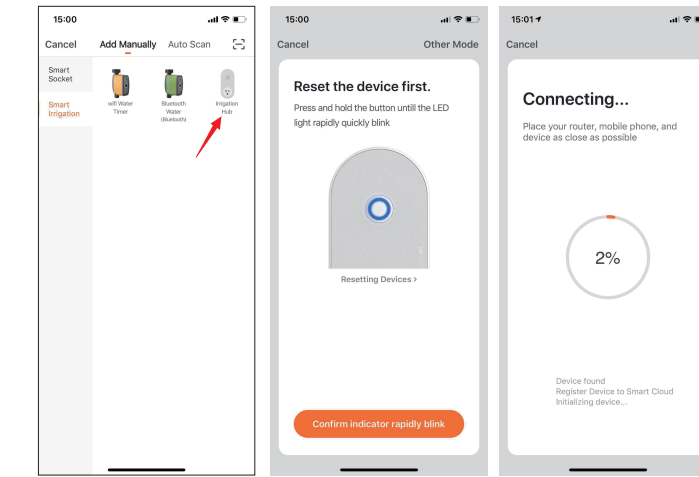 15:00
Cancel Add Manually Auto Scan
Smart
Socket
Smart
Irrigation
wifi Water
Timer
Bluetooth
Water
(Bluetooth)
Irrigation
Hub
15:00
Cancel Other Mode
Reset the device first.
Press and hold the button untill the LED
light rapidly quickly blink
Resetting Devices >
Confirm indicator rapidly blink
15:01
Cancel
Connecting...
Place your router, mobile phone, and
device as close as possible
2%
Device found
Register Device to Smart Cloud
Initializing device...